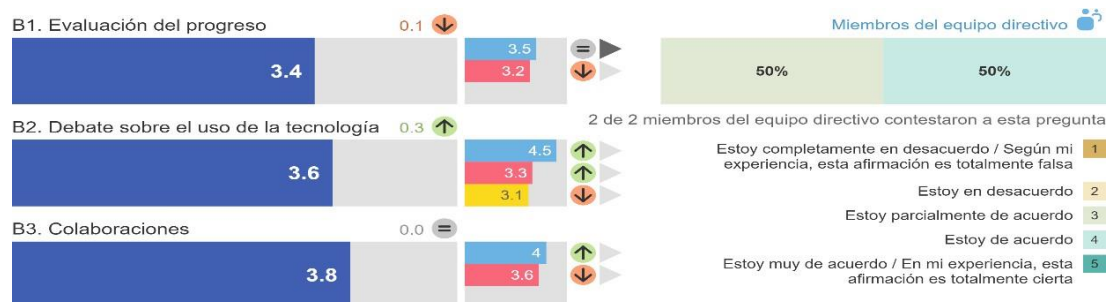 B1. Evaluación del progreso 0.1
3.4
3.5
3.2
Miembros del equipo directivo
50% 50%
2 de 2 miembros del equipo directivo contestaron a esta pregunta
B2. Debate sobre el uso de la tecnología 0.3
3.6
4.5
3.3
3.1
Estoy completamente en desacuerdo / Según mi
experiencia, esta afirmación es totalmente falsa 1
Estoy en desacuerdo 2
Estoy parcialmente de acuerdo 3
Estoy de acuerdo 4
Estoy muy de acuerdo / En mi experiencia, esta
afirmación es totalmente cierta 5
B3. Colaboraciones 0.0
3.8
4
3.6